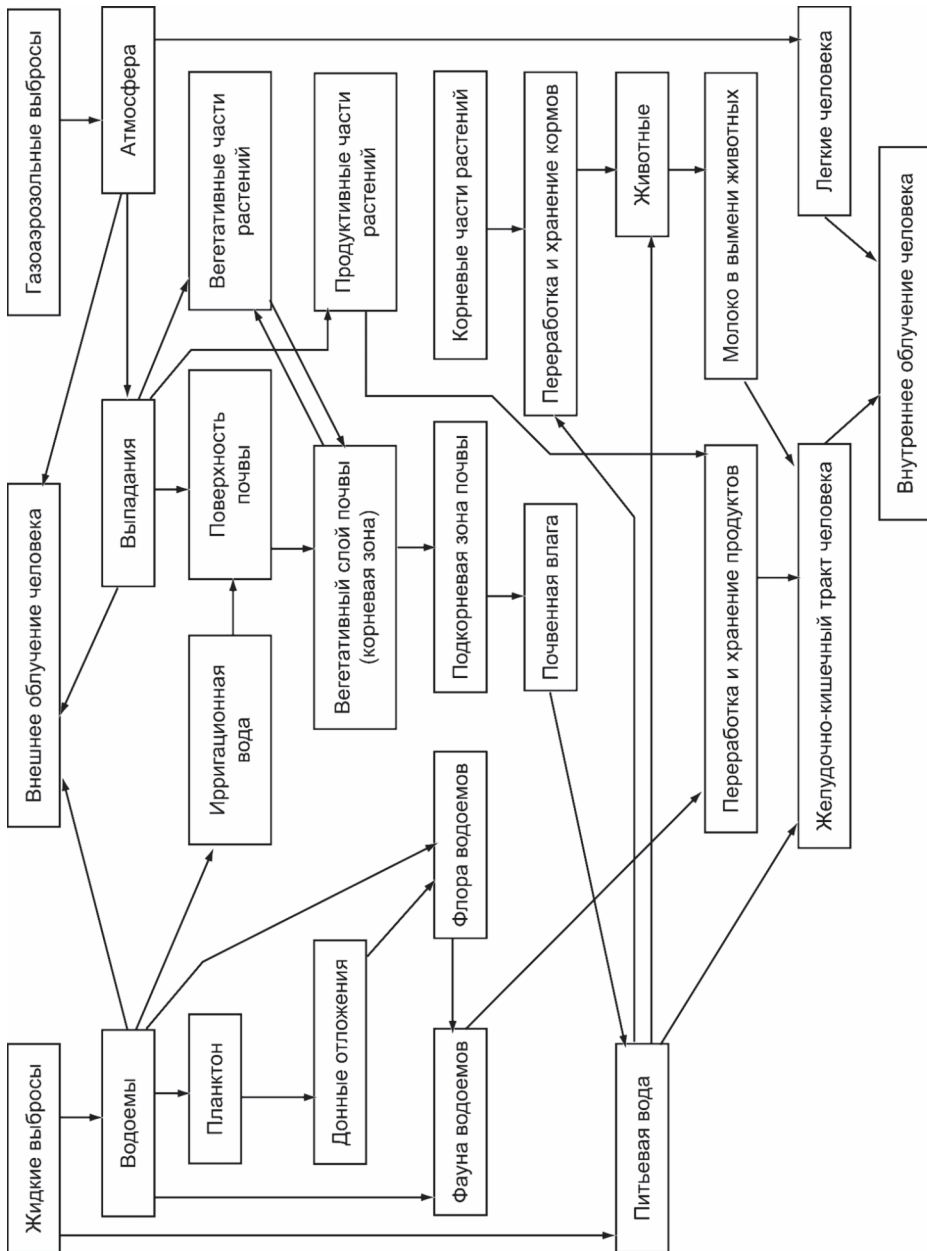 Жидкие выбросы
Внешнее облучение человека
Газоаэрозольные выбросы
Водоемы
Выпадания
Атмосфера
Планктон
Ирригационная
вода
Поверхность
почвы
Вегетативные части
растений
Донные отложения
Вегетативный слой почвы
(корневая зона)
Продуктивные части
растений
Фауна водоемов
Флора водоемов
Подкорневая зона почвы
Корневые части растений
Почвенная влага
Переработка и хранение кормов
Питьевая вода
Животные
Переработка и хранение продуктов
Молоко в вымени животных
Желудочно-кишечный тракт человека
Легкие человека
Внутреннее облучение человека